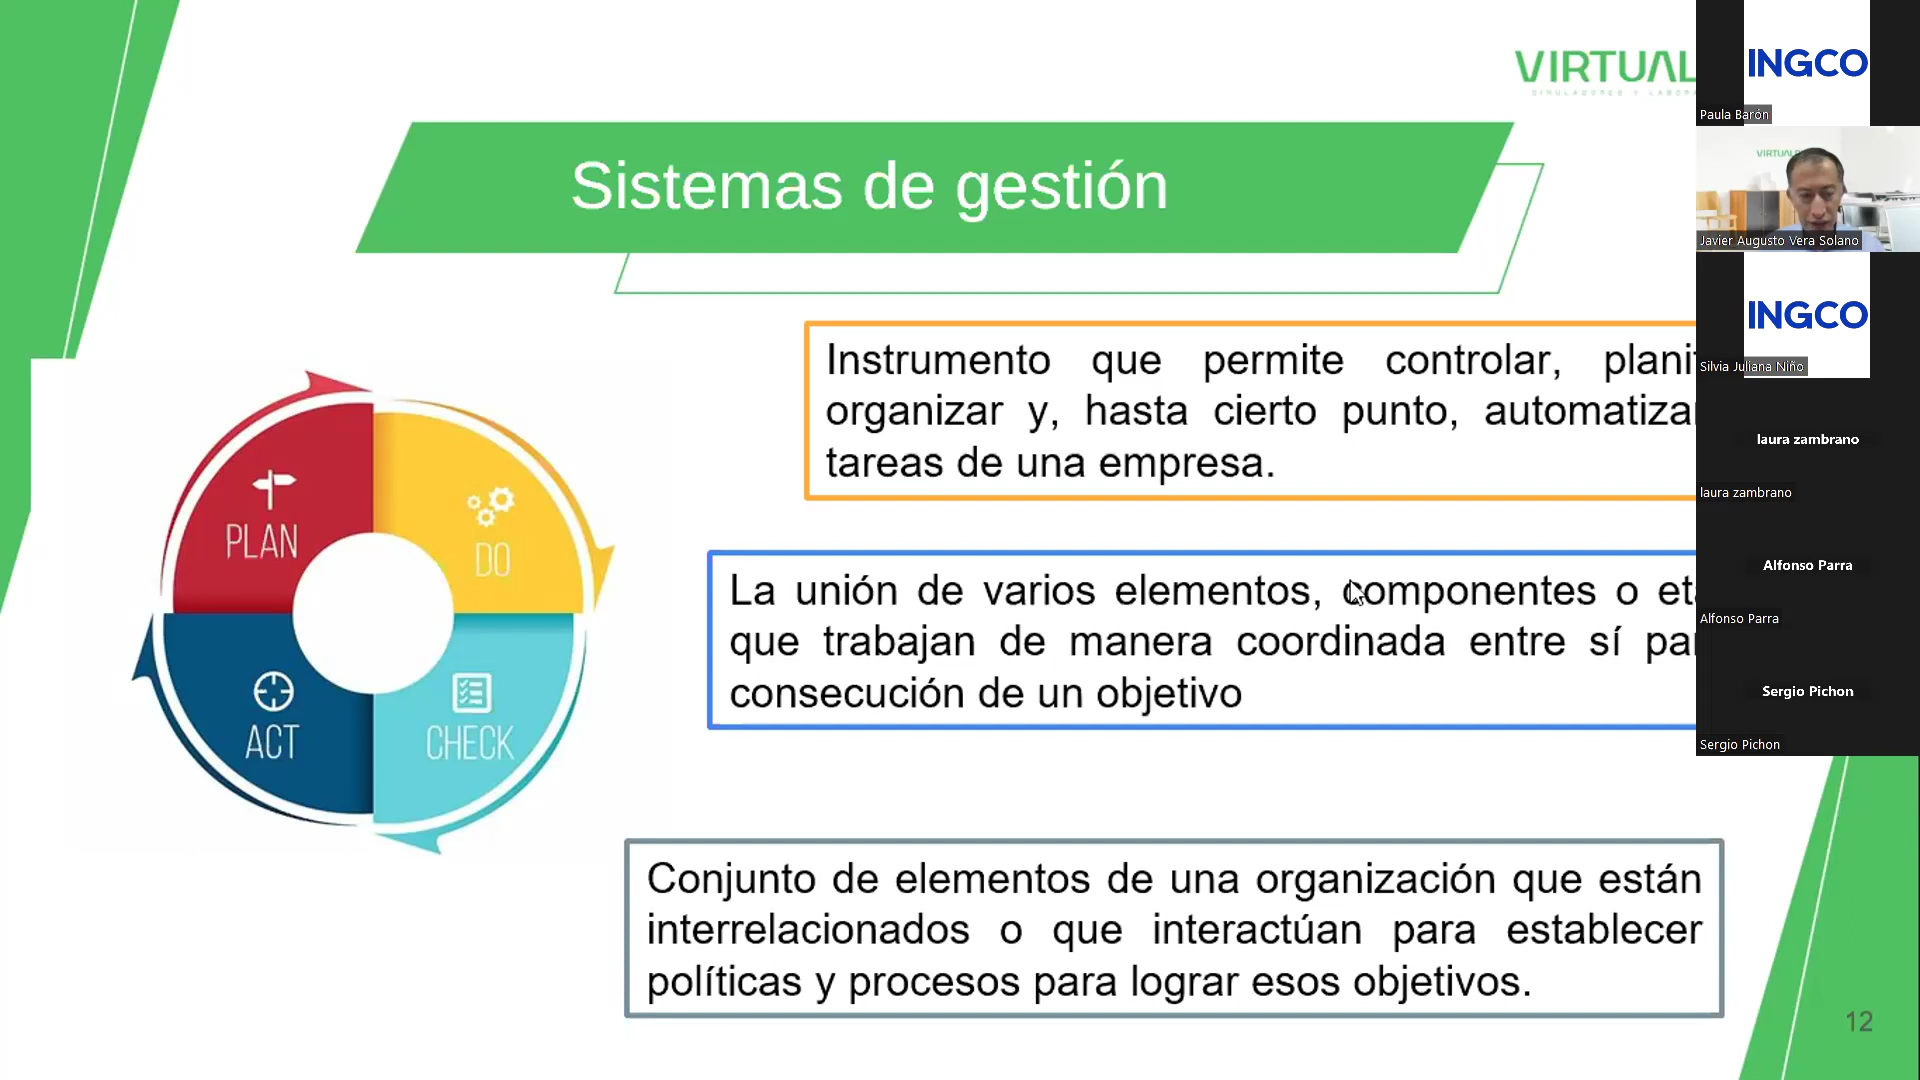 VIRTUAL
Sistemas de gestión
Instrumento que permite controlar,
organizar y, hasta cierto punto,
tareas de una empresa.
La unión de varios elementos, componentes o
que trabajan de manera coordinada entre sí
consecución de un objetivo
Conjunto de elementos de una organización que están
interrelacionados o que interactúan para establecer
políticas y procesos para lograr esos objetivos.
PLAN
DO
ACT
CHECK
12
INGCO
Paula Barón
VIRTUAL
Javier Augusto Vera Solano
INGCO
Silvia Juliana Niño
laura zambrano
laura zambrano
Alfonso Parra
Alfonso Parra
Sergio Pichon
Sergio Pichon